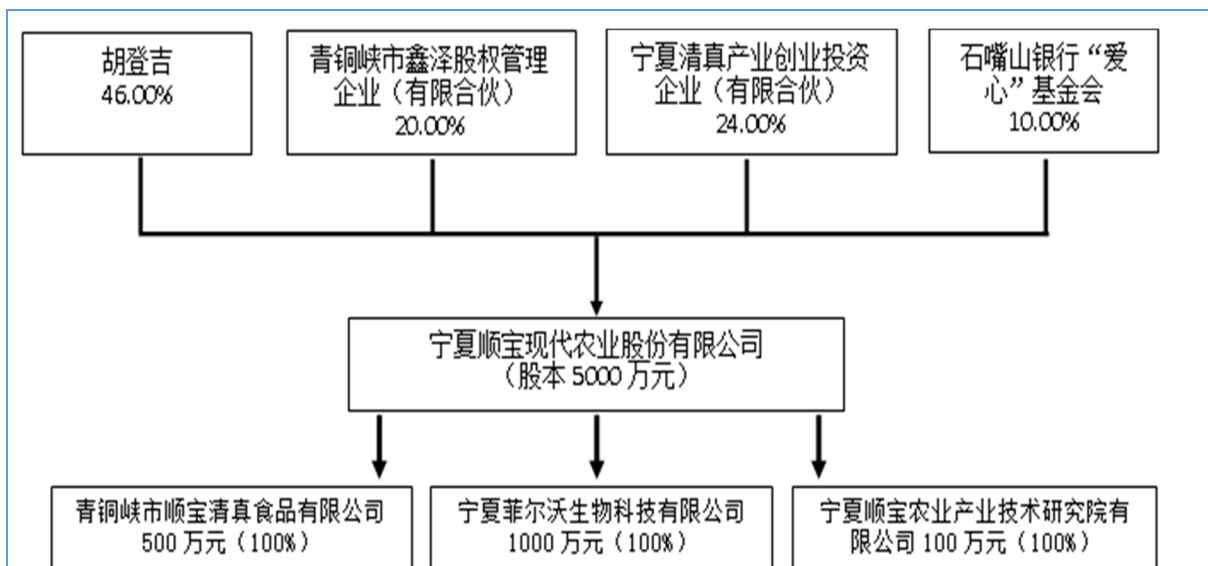 胡登吉
46.00%
青铜峡市鑫泽股权管理
企业（有限合伙）
20.00%
宁夏清真产业创业投资
企业（有限合伙）
24.00%
石嘴山银行“爱
心”基金会
10.00%
宁夏顺宝现代农业股份有限公司
（股本 5000 万元）
青铜峡市顺宝清真食品有限公司
500 万元（100%）
宁夏菲尔沃生物科技有限公司
1000 万元（100%）
宁夏顺宝农业产业技术研究院有
限公司 100 万元（100%）